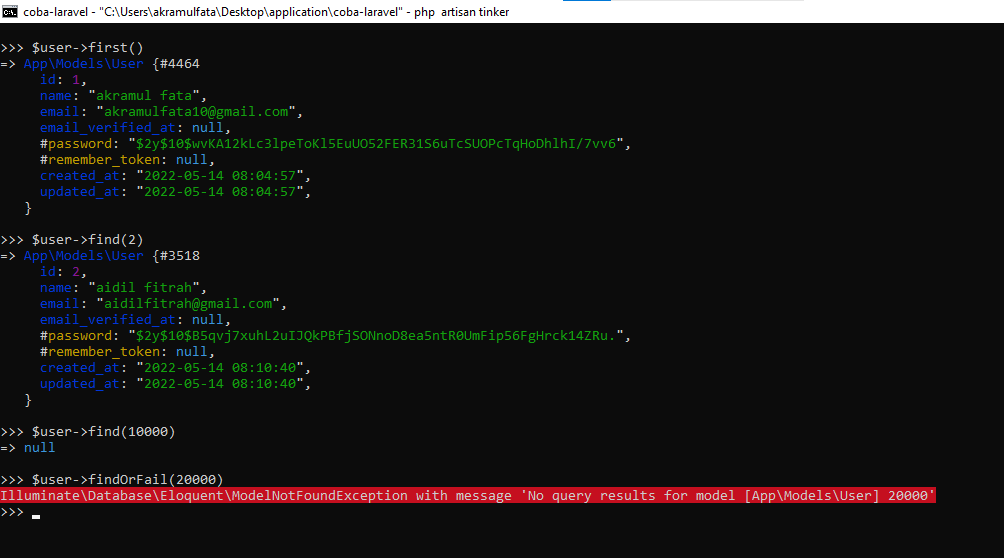 coba-laravel - "C:\Users\akramulfata\Desktop\application\coba-laravel" - php artisan tinker
>>> $user->first()
=> App\Models\User {#4464
id: 1,
name: "akramul fata",
email: "akramulfata10@gmail.com",
email_verified_at: null,
#password: "$2y$10$wvKA12kLc3lpeToKl5EuUO52FER31S6uTcSUOPcTqHoDhlhI/7vv6",
#remember_token: null,
created_at: "2022-05-14 08:04:57",
updated_at: "2022-05-14 08:04:57",
}
>>> $user->find(2)
=> App\Models\User {#3518
id: 2,
name: "aidil fitrah",
email: "aidilfitrah@gmail.com",
email_verified_at: null,
#password: "$2y$10$B5qvj7xuhL2uIJQkPBfjSONnoD8ea5ntR0UmFip56FgHrck14ZRu.",
#remember_token: null,
created_at: "2022-05-14 08:10:40",
updated_at: "2022-05-14 08:10:40",
}
>>> $user->find(10000)
=> null
>>> $user->findOrFail(20000)
Illuminate\Database\Eloquent\ModelNotFoundException with message 'No query results for model [App\Models\User] 20000'
>>>